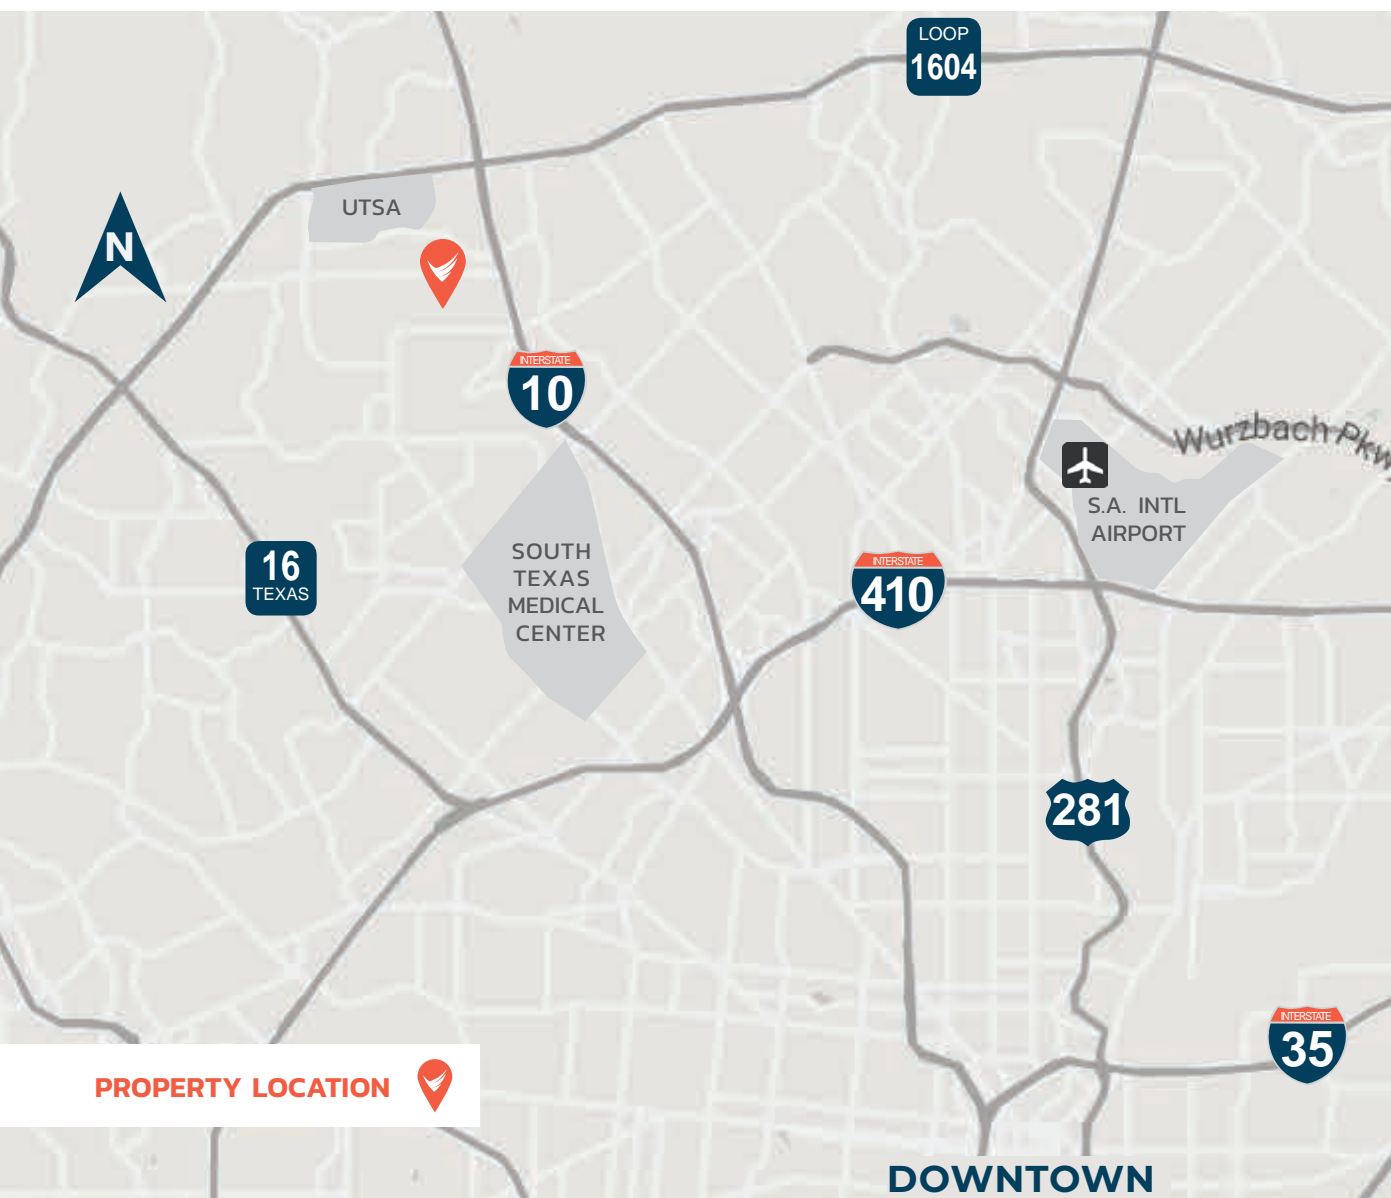 LOOP
1604
UTSA
N
INTERSTATE
10
Wurzbach Pkwy
S.A. INTL
AIRPORT
SOUTH
TEXAS
MEDICAL
CENTER
16
TEXAS
INTERSTATE
410
281
INTERSTATE
35
PROPERTY LOCATION
DOWNTOWN